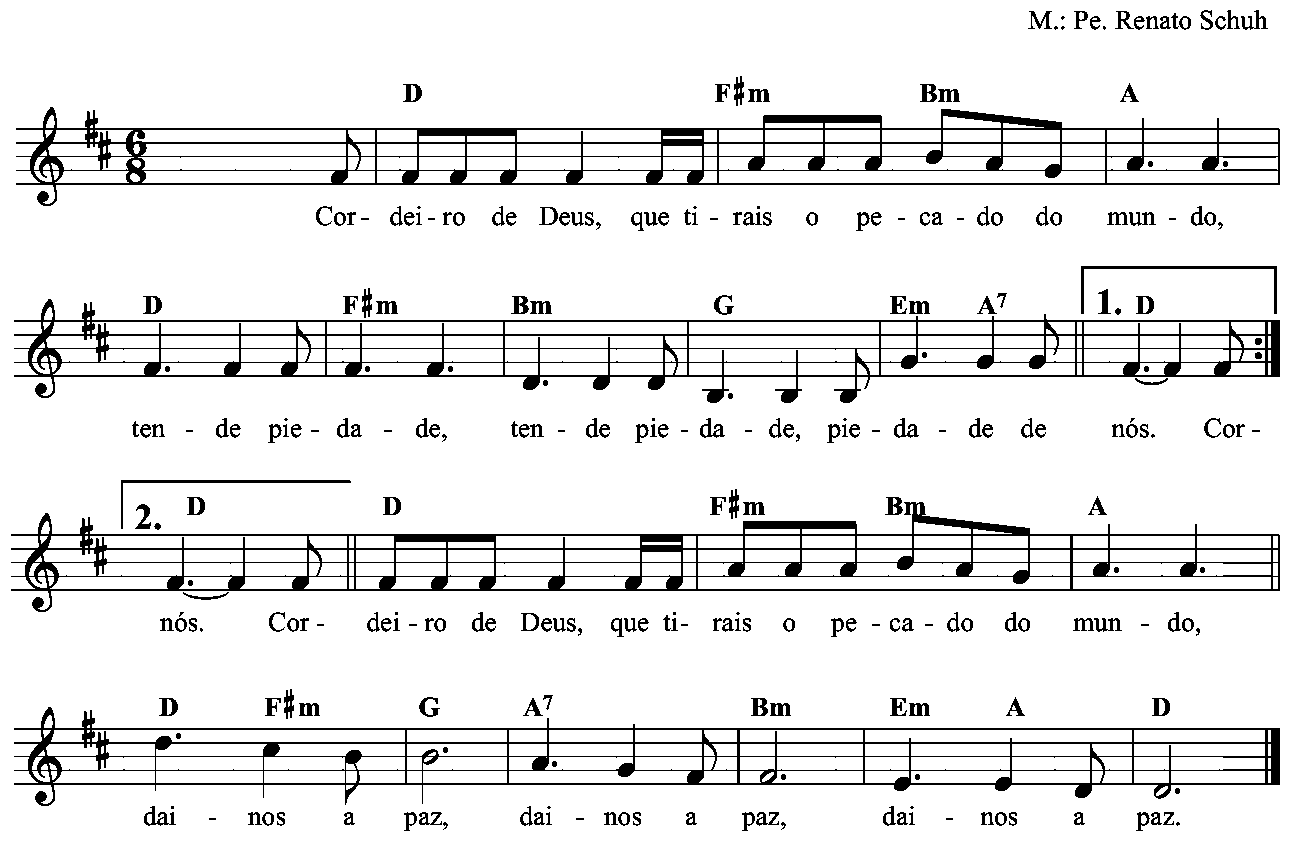 M.: Pe. Renato Schuh
D F#m Bm A
6
8
Cor- dei - ro de Deus, que ti - rais o pe - ca - do do mun - do,
D F#m Bm G Em A7 1. D
ten - de pie - da - de, ten - de pie - da - de, pie - da - de de nós. Cor -
2. D D F#m Bm A
nós. Cor - dei - ro de Deus, que ti - rais o pe - ca - do do mun - do,
D F#m G A7 Bm Em A D
dai - nos a paz, dai - nos a paz, dai - nos a paz.